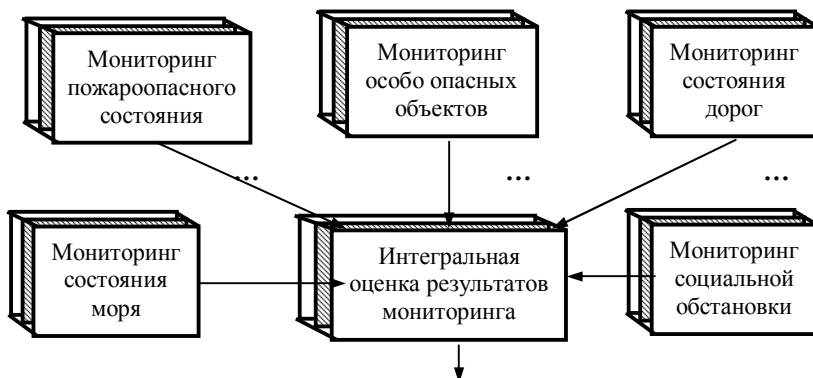 Мониторинг
пожароопасного
состояния
Мониторинг
особо опасных
объектов
Мониторинг
состояния
дорог
...
...
...
Мониторинг
состояния
моря
Интегральная
оценка результатов
мониторинга
Мониторинг
социальной
обстановки